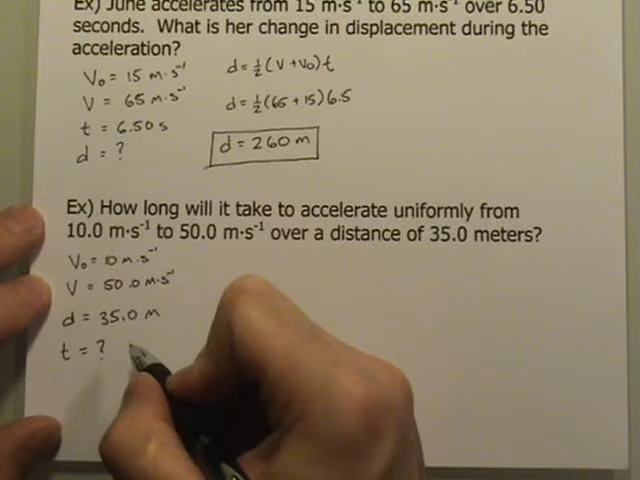 Ex) June accelerates from 15 m·s⁻¹ to 65 m·s⁻¹ over 6.50
seconds. What is her change in displacement during the
acceleration?
V₀ = 15 m·s⁻¹
V = 65 m·s⁻¹
t = 6.50 s
d = ?
d = ½(V + V₀)t
d = ½(65 + 15)6.5
d = 260 m
Ex) How long will it take to accelerate uniformly from
10.0 m·s⁻¹ to 50.0 m·s⁻¹ over a distance of 35.0 meters?
V₀ = 10 m·s⁻¹
V = 50.0 m·s⁻¹
d = 35.0 m
t = ?